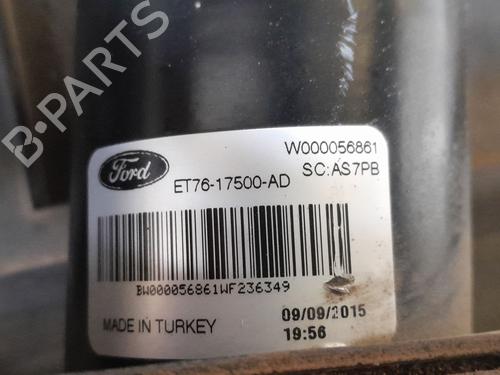 B-PARTS
W000056861
SC:AS7PB
Ford
ET76-17500-AD
BW000056861WF236349
MADE IN TURKEY
09/09/2015
19:56